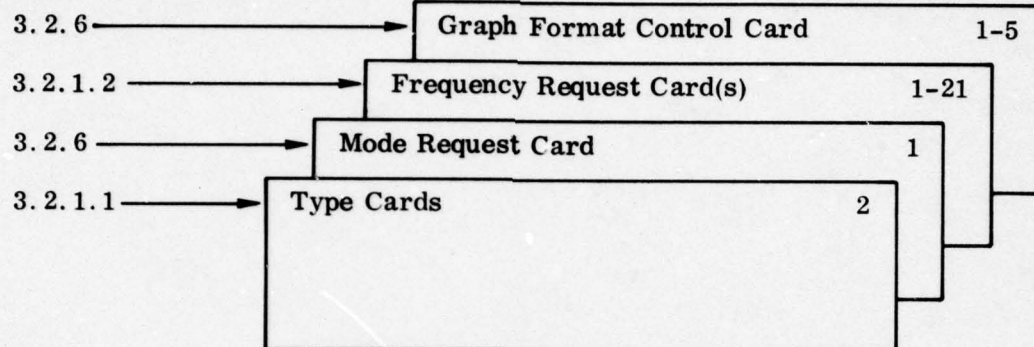 3.2.6 Graph Format Control Card 1-5
3.2.1.2 Frequency Request Card(s) 1-21
3.2.6 Mode Request Card 1
3.2.1.1 Type Cards 2